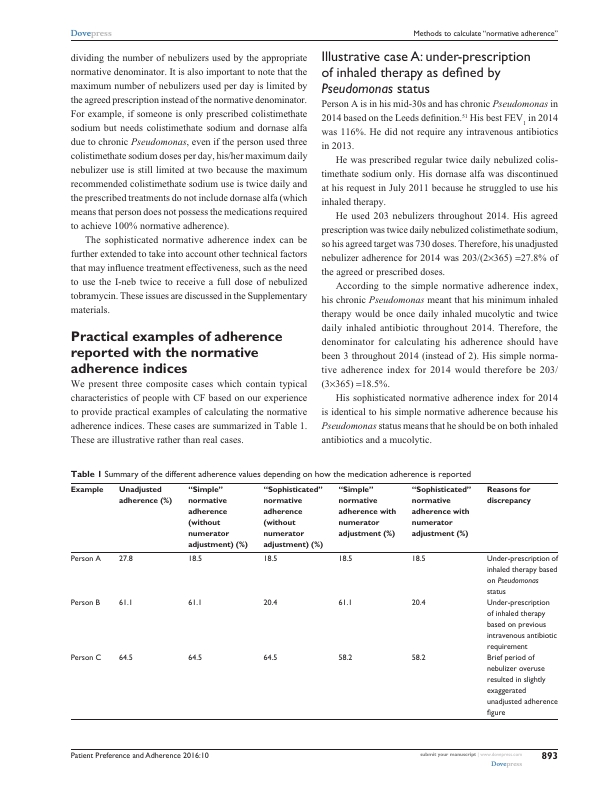 Dovepress
Methods to calculate “normative adherence”
dividing the number of nebulizers used by the appropriate
normative denominator. It is also important to note that the
maximum number of nebulizers used per day is limited by
the agreed prescription instead of the normative denominator.
For example, if someone is only prescribed colistimethate
sodium but needs colistimethate sodium and dornase alfa
due to chronic Pseudomonas, even if the person used three
colistimethate sodium doses per day, his/her maximum daily
nebulizer use is still limited at two because the maximum
recommended colistimethate sodium use is twice daily and
the prescribed treatments do not include dornase alfa (which
means that person does not possess the medications required
to achieve 100% normative adherence).
The sophisticated normative adherence index can be
further extended to take into account other technical factors
that may influence treatment effectiveness, such as the need
to use the I-neb twice to receive a full dose of nebulized
tobramycin. These issues are discussed in the Supplementary
materials.
Practical examples of adherence
reported with the normative
adherence indices
We present three composite cases which contain typical
characteristics of people with CF based on our experience
to provide practical examples of calculating the normative
adherence indices. These cases are summarized in Table 1.
These are illustrative rather than real cases.
Illustrative case A: under-prescription
of inhaled therapy as defined by
Pseudomonas status
Person A is in his mid-30s and has chronic Pseudomonas in
2014 based on the Leeds definition.51 His best FEV1 in 2014
was 116%. He did not require any intravenous antibiotics
in 2013.
He was prescribed regular twice daily nebulized colis-
timethate sodium only. His dornase alfa was discontinued
at his request in July 2011 because he struggled to use his
inhaled therapy.
He used 203 nebulizers throughout 2014. His agreed
prescription was twice daily nebulized colistimethate sodium,
so his agreed target was 730 doses. Therefore, his unadjusted
nebulizer adherence for 2014 was 203/(2×365) =27.8% of
the agreed or prescribed doses.
According to the simple normative adherence index,
his chronic Pseudomonas meant that his minimum inhaled
therapy would be once daily inhaled mucolytic and twice
daily inhaled antibiotic throughout 2014. Therefore, the
denominator for calculating his adherence should have
been 3 throughout 2014 (instead of 2). His simple norma-
tive adherence index for 2014 would therefore be 203/
(3×365) =18.5%.
His sophisticated normative adherence index for 2014
is identical to his simple normative adherence because his
Pseudomonas status means that he should be on both inhaled
antibiotics and a mucolytic.
Table 1 Summary of the different adherence values depending on how the medication adherence is reported
Example Unadjusted “Simple” “Sophisticated” “Simple” “Sophisticated” Reasons for
adherence (%) normative normative normative normative discrepancy
adherence adherence adherence with adherence with
(without (without numerator numerator
numerator numerator adjustment (%) adjustment (%)
adjustment) (%) adjustment) (%)
Person A 27.8 18.5 18.5 18.5 18.5 Under-prescription of
inhaled therapy based
on Pseudomonas
status
Person B 61.1 61.1 20.4 61.1 20.4 Under-prescription
of inhaled therapy
based on previous
intravenous antibiotic
requirement
Person C 64.5 64.5 64.5 58.2 58.2 Brief period of
nebulizer overuse
resulted in slightly
exaggerated
unadjusted adherence
figure
Patient Preference and Adherence 2016:10
submit your manuscript | www.dovepress.com
Dovepress
893